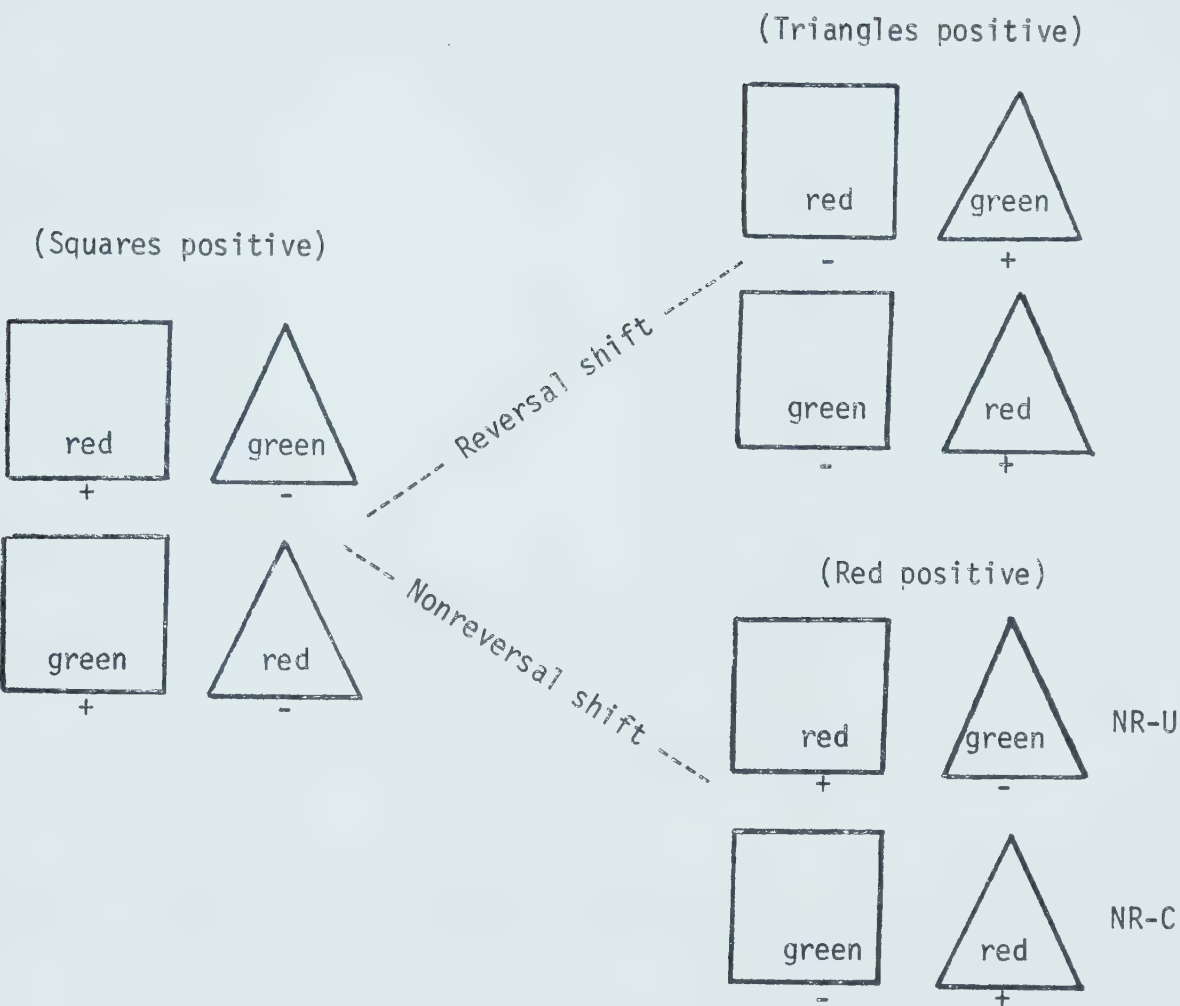 (Squares positive)
red green
+ -
green red
+ -
Reversal shift
Nonreversal shift
(Triangles positive)
red green
- +
green red
- +
(Red positive)
red green NR-U
+ -
green red NR-C
- +